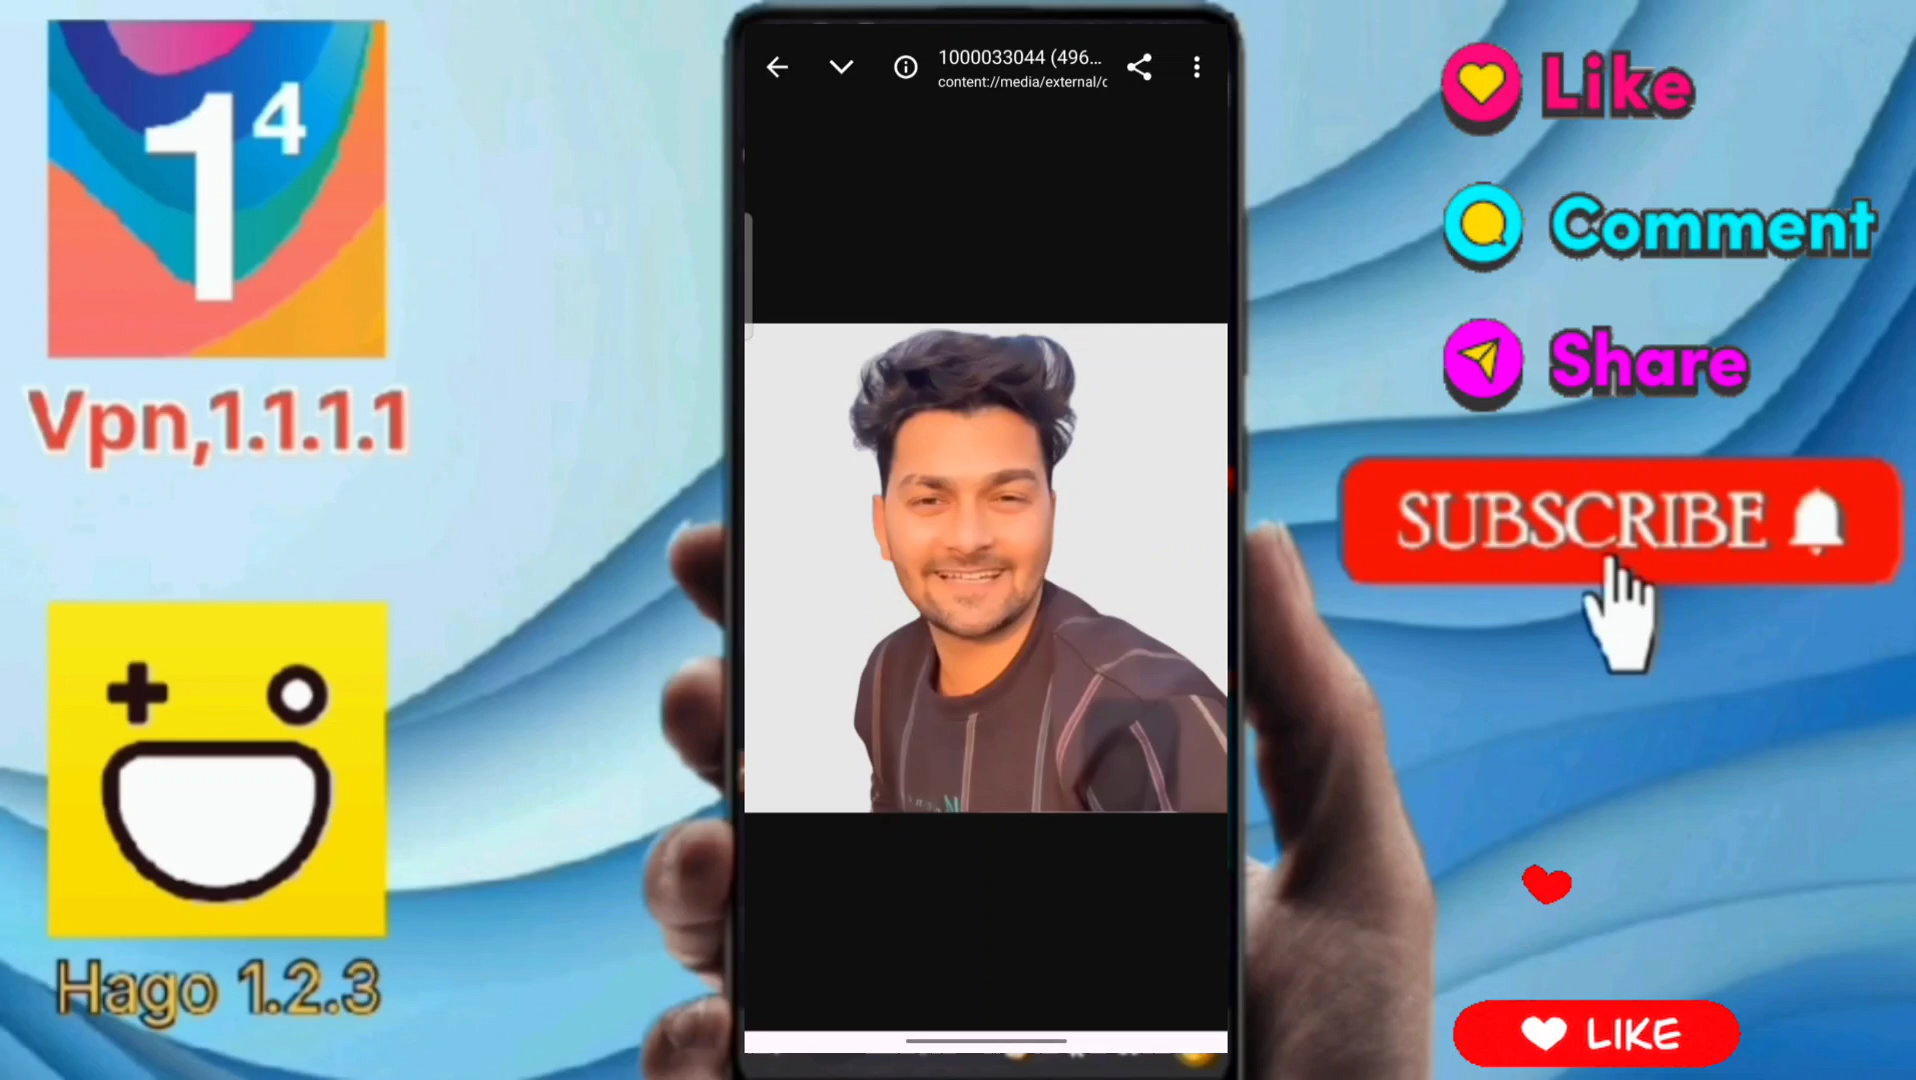 1⁴
Vpn,1.1.1.1
Hago 1.2.3
1000033044 (496...
content://media/external/
Like
Comment
Share
SUBSCRIBE
LIKE